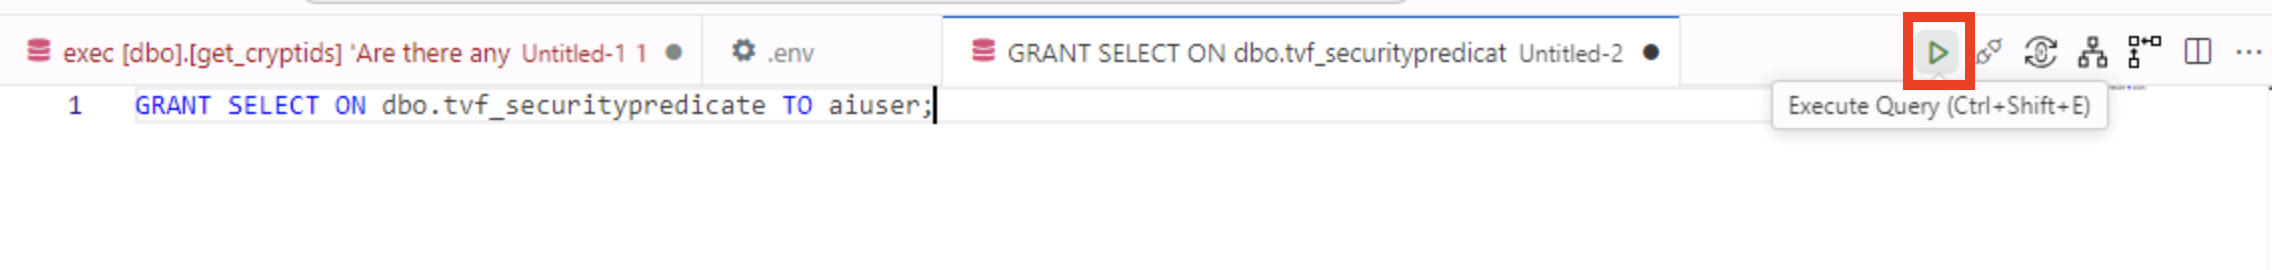 exec [dbo].[get_cryptids] 'Are there any Untitled-1 1
.env
GRANT SELECT ON dbo.tvf_securitypredicat Untitled-2
1 GRANT SELECT ON dbo.tvf_securitypredicate TO aiuser;
Execute Query (Ctrl+Shift+E)